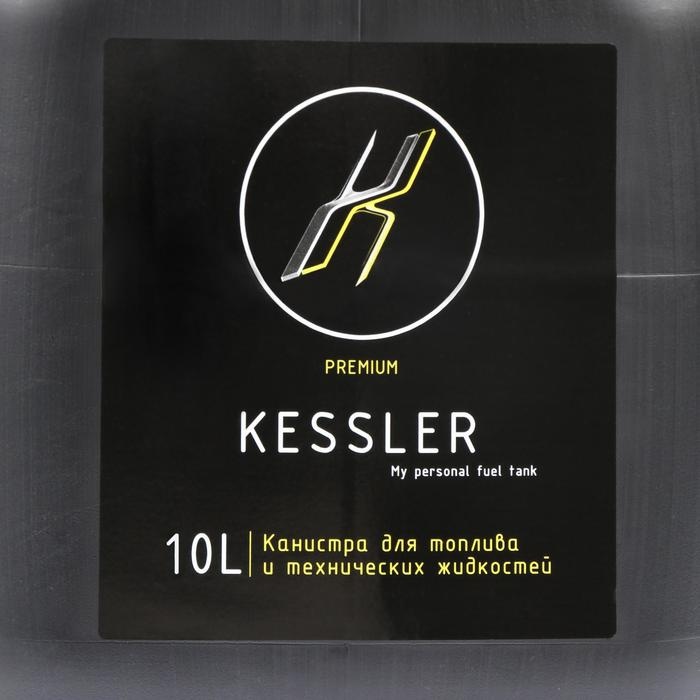 PREMIUM
KESSLER
My personal fuel tank
10L
Канистра для топлива
и технических жидкостей